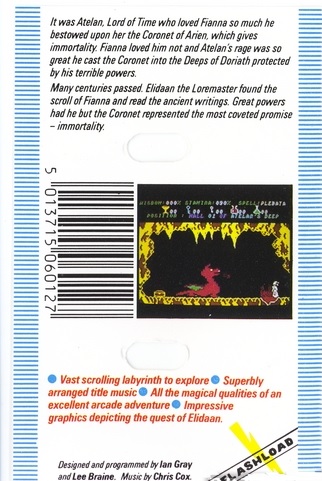 It was Atelan, Lord of Time who loved Fianna so much he
bestowed upon her the Coronet of Arien, which gives
immortality. Fianna loved him not and Atelan's rage was so
great he cast the Coronet into the Deeps of Doriath protected
by his terrible powers.
Many centuries passed. Elidaan the Loremaster found the
scroll of Fianna and read the ancient writings. Great powers
had he but the Coronet represented the most coveted promise
– immortality.
5 013715 060127
WISDOM:000% STAMINA:090% SPELL:
POSITION : HALL OF ATELAN'S DEEP
Vast scrolling labyrinth to explore Superbly
arranged title music All the magical qualities of an
excellent arcade adventure Impressive
graphics depicting the quest of Elidaan.
FLASHLOAD
Designed and programmed by Ian Gray
and Lee Braine. Music by Chris Cox.